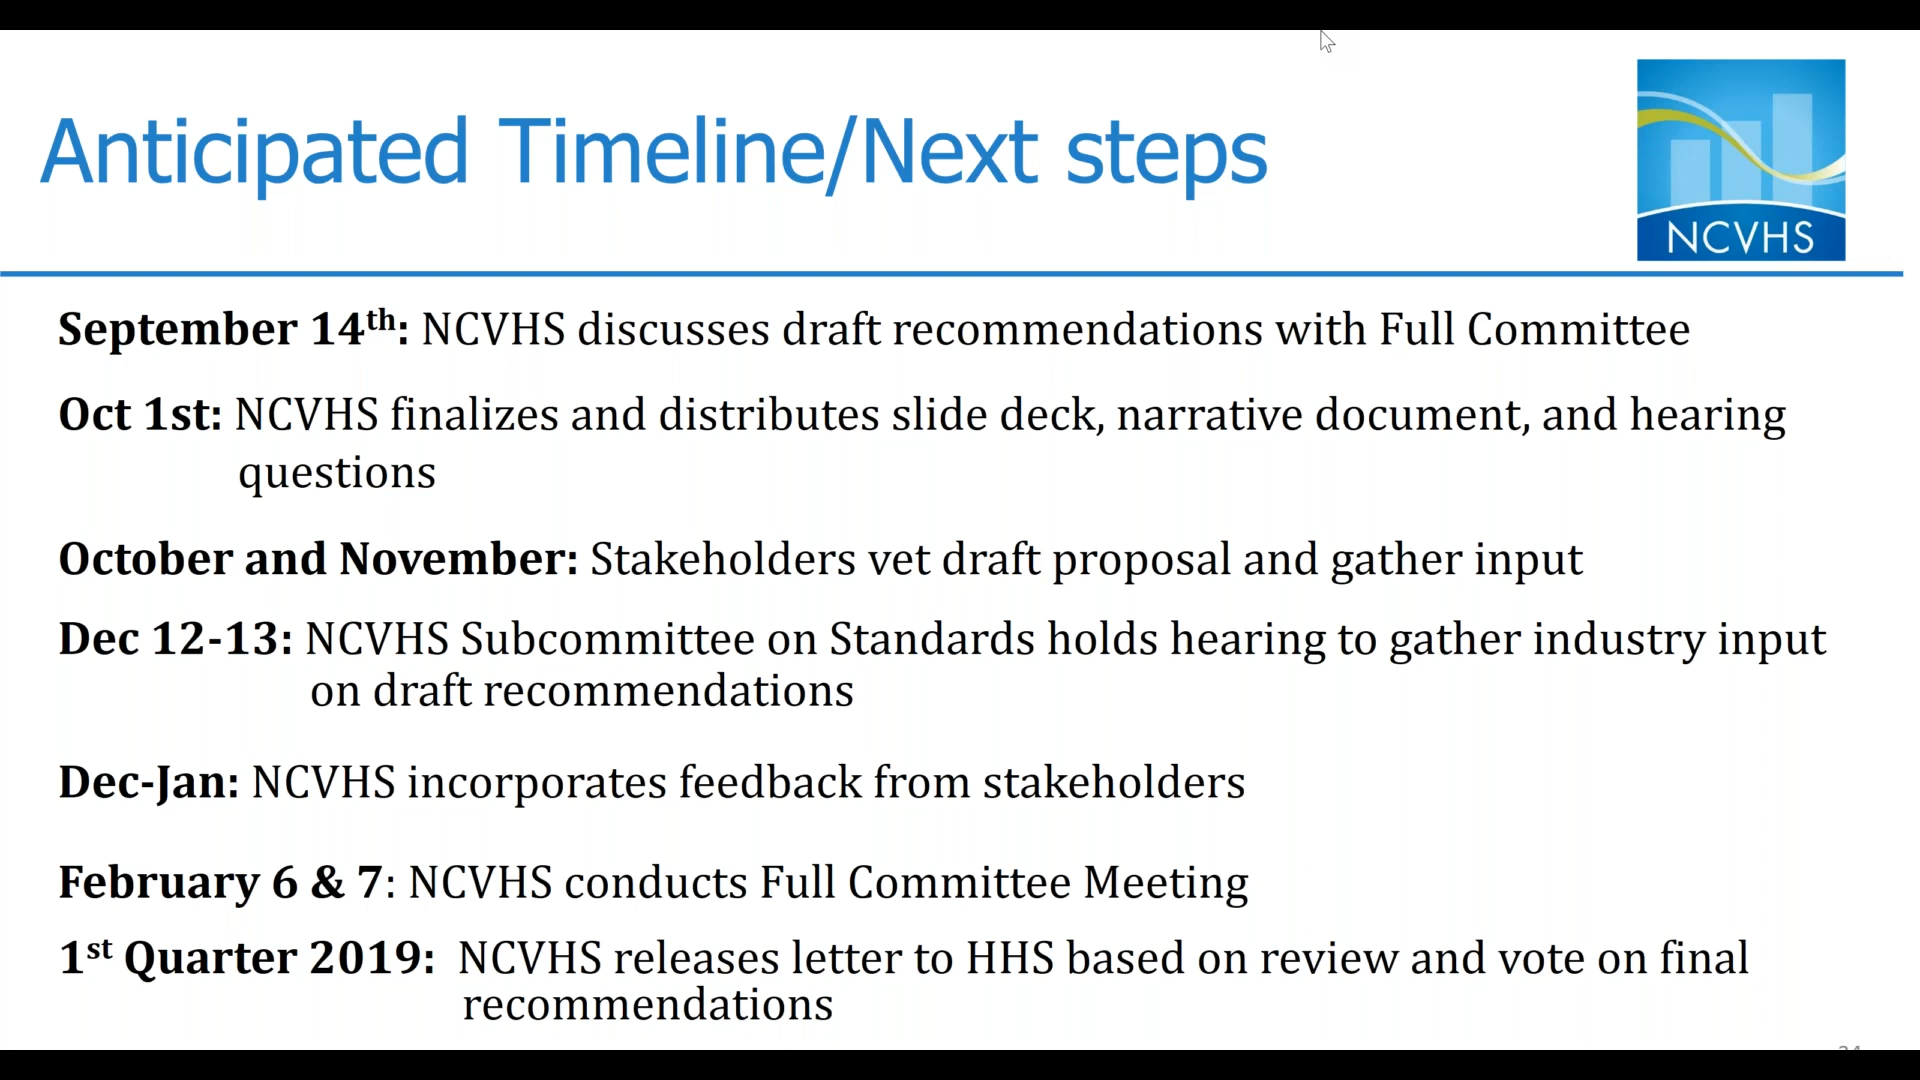 Anticipated Timeline/Next steps
NCVHS
September 14th: NCVHS discusses draft recommendations with Full Committee
Oct 1st: NCVHS finalizes and distributes slide deck, narrative document, and hearing
questions
October and November: Stakeholders vet draft proposal and gather input
Dec 12-13: NCVHS Subcommittee on Standards holds hearing to gather industry input
on draft recommendations
Dec-Jan: NCVHS incorporates feedback from stakeholders
February 6 & 7: NCVHS conducts Full Committee Meeting
1st Quarter 2019: NCVHS releases letter to HHS based on review and vote on final
recommendations